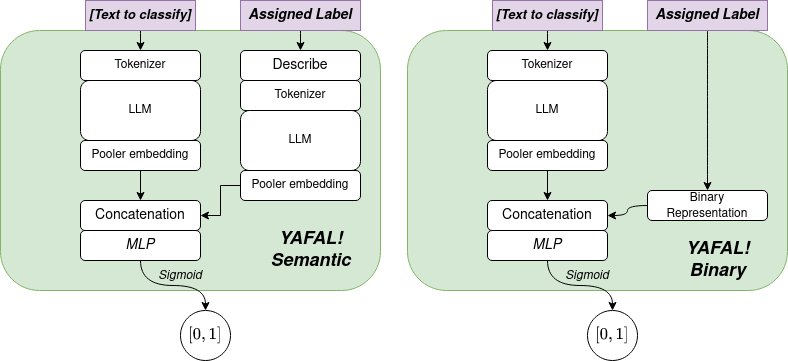 [Text to classify]
Assigned Label
Tokenizer
LLM
Pooler embedding
Describe
Tokenizer
LLM
Pooler embedding
Concatenation
MLP
YAFAL!
Semantic
Sigmoid
[0, 1]
[Text to classify]
Assigned Label
Tokenizer
LLM
Pooler embedding
Binary
Representation
Concatenation
MLP
YAFAL!
Binary
Sigmoid
[0, 1]